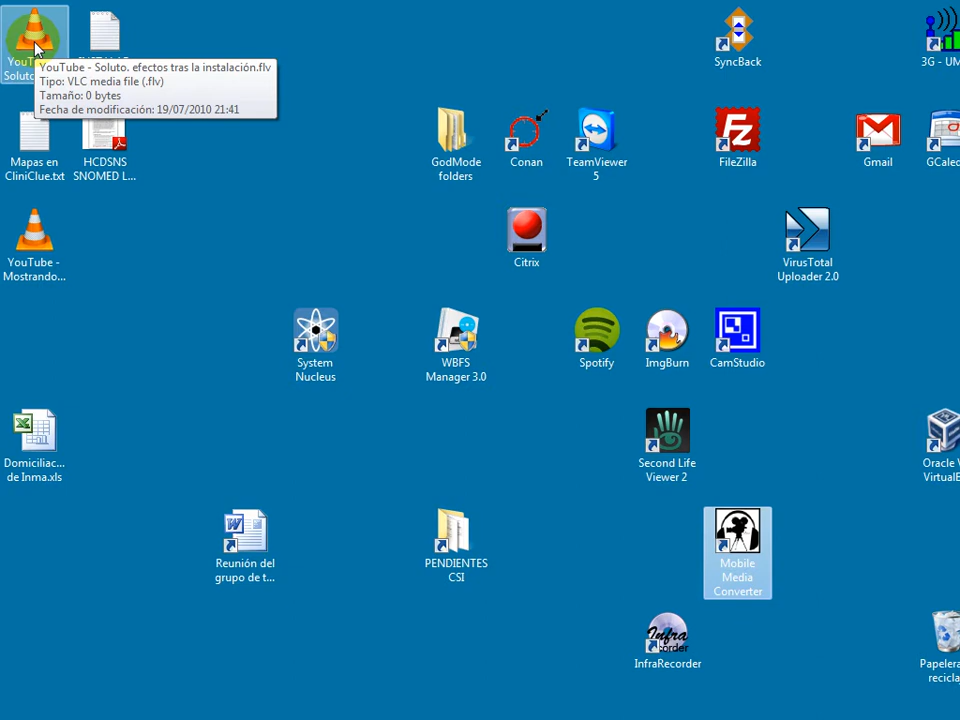 YouTu
Soluto
YouTube - Soluto. efectos tras la instalación.flv
Tipo: VLC media file (.flv)
Tamaño: 0 bytes
Fecha de modificación: 19/07/2010 21:41
SyncBack
3G - UM
Mapas en
CliniClue.txt
HCDSNS
SNOMED L...
GodMode
folders
Conan
TeamViewer
5
FileZilla
Gmail
GCalen
YouTube -
Mostrando...
Citrix
VirusTotal
Uploader 2.0
System
Nucleus
WBFS
Manager 3.0
Spotify
ImgBurn
CamStudio
Domiciliac...
de Inma.xls
Second Life
Viewer 2
Oracle V
VirtualB
Reunión del
grupo de t...
PENDIENTES
CSI
Mobile
Media
Converter
Infra
InfraRecorder
Papelera
recicla